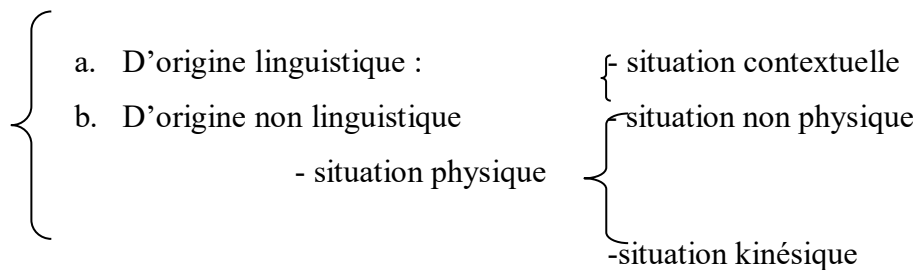 a. D’origine linguistique : - situation contextuelle
b. D’origine non linguistique - situation non physique
- situation physique
-situation kinésique